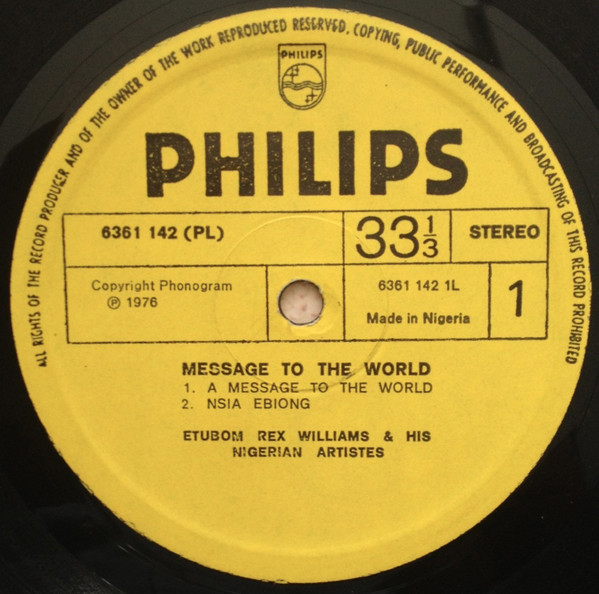 ALL RIGHTS OF THE RECORD PRODUCER AND OF THE OWNER OF THE WORK REPRODUCED RESERVED. COPYING, PUBLIC PERFORMANCE AND BROADCASTING OF THIS RECORD PROHIBITED
PHILIPS
PHILIPS
6361 142 (PL)
33 1/3
STEREO
Copyright Phonogram
℗ 1976
6361 142 1L
Made in Nigeria
1
MESSAGE TO THE WORLD
1. A MESSAGE TO THE WORLD
2. NSIA EBIONG
ETUBOM REX WILLIAMS & HIS
NIGERIAN ARTISTES